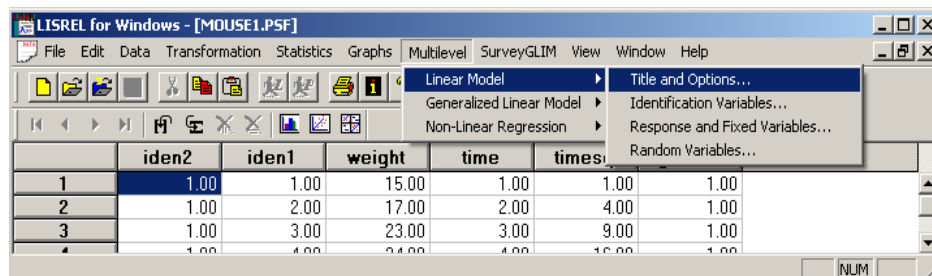 LISREL for Windows - [MOUSE1.PSF]
File Edit Data Transformation Statistics Graphs Multilevel SurveyGLIM View Window Help
Linear Model
Generalized Linear Model
Non-Linear Regression
Title and Options...
Identification Variables...
Response and Fixed Variables...
Random Variables...
iden2 iden1 weight time
1 1.00 1.00 15.00 1.00 1.00 1.00
2 1.00 2.00 17.00 2.00 4.00 1.00
3 1.00 3.00 23.00 3.00 9.00 1.00
NUM